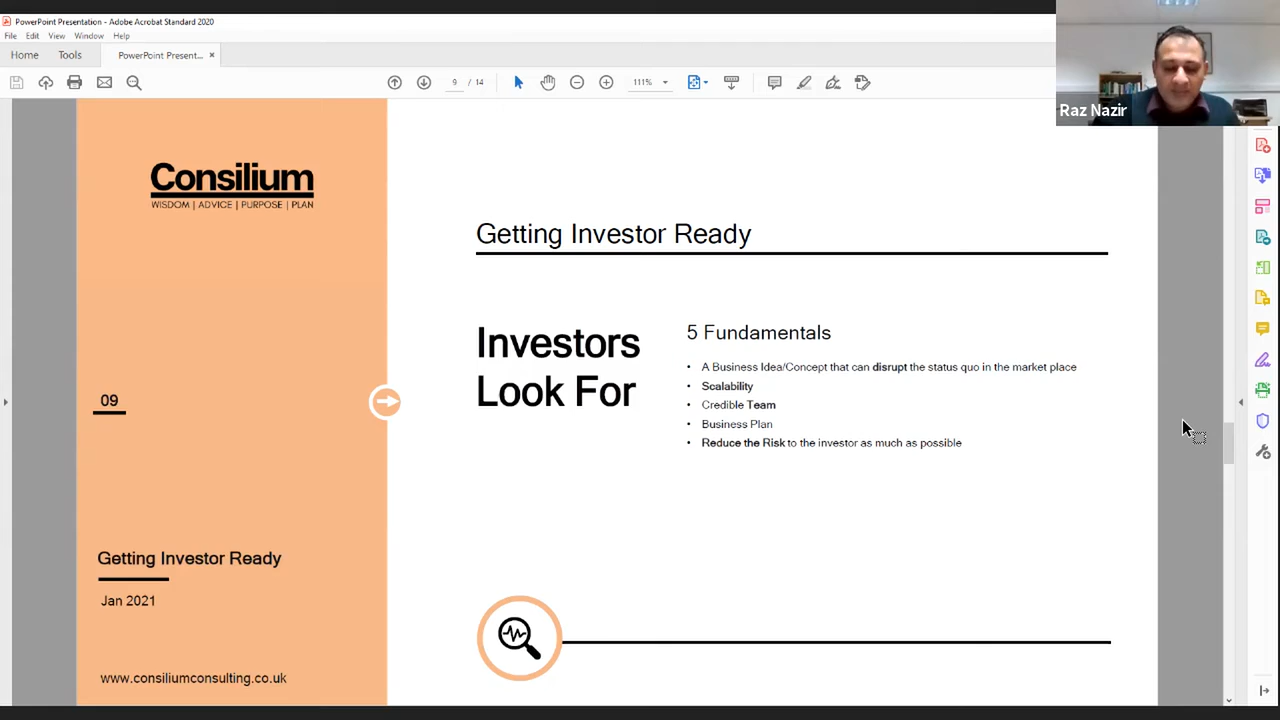 PowerPoint Presentation - Adobe Acrobat Standard 2020
File Edit View Window Help
Home Tools PowerPoint Present... ×
9 / 14 111%
Raz Nazir
Consilium
WISDOM | ADVICE | PURPOSE | PLAN
Getting Investor Ready
Investors
Look For
5 Fundamentals
• A Business Idea/Concept that can disrupt the status quo in the market place
• Scalability
• Credible Team
• Business Plan
• Reduce the Risk to the investor as much as possible
09
Getting Investor Ready
Jan 2021
www.consiliumconsulting.co.uk